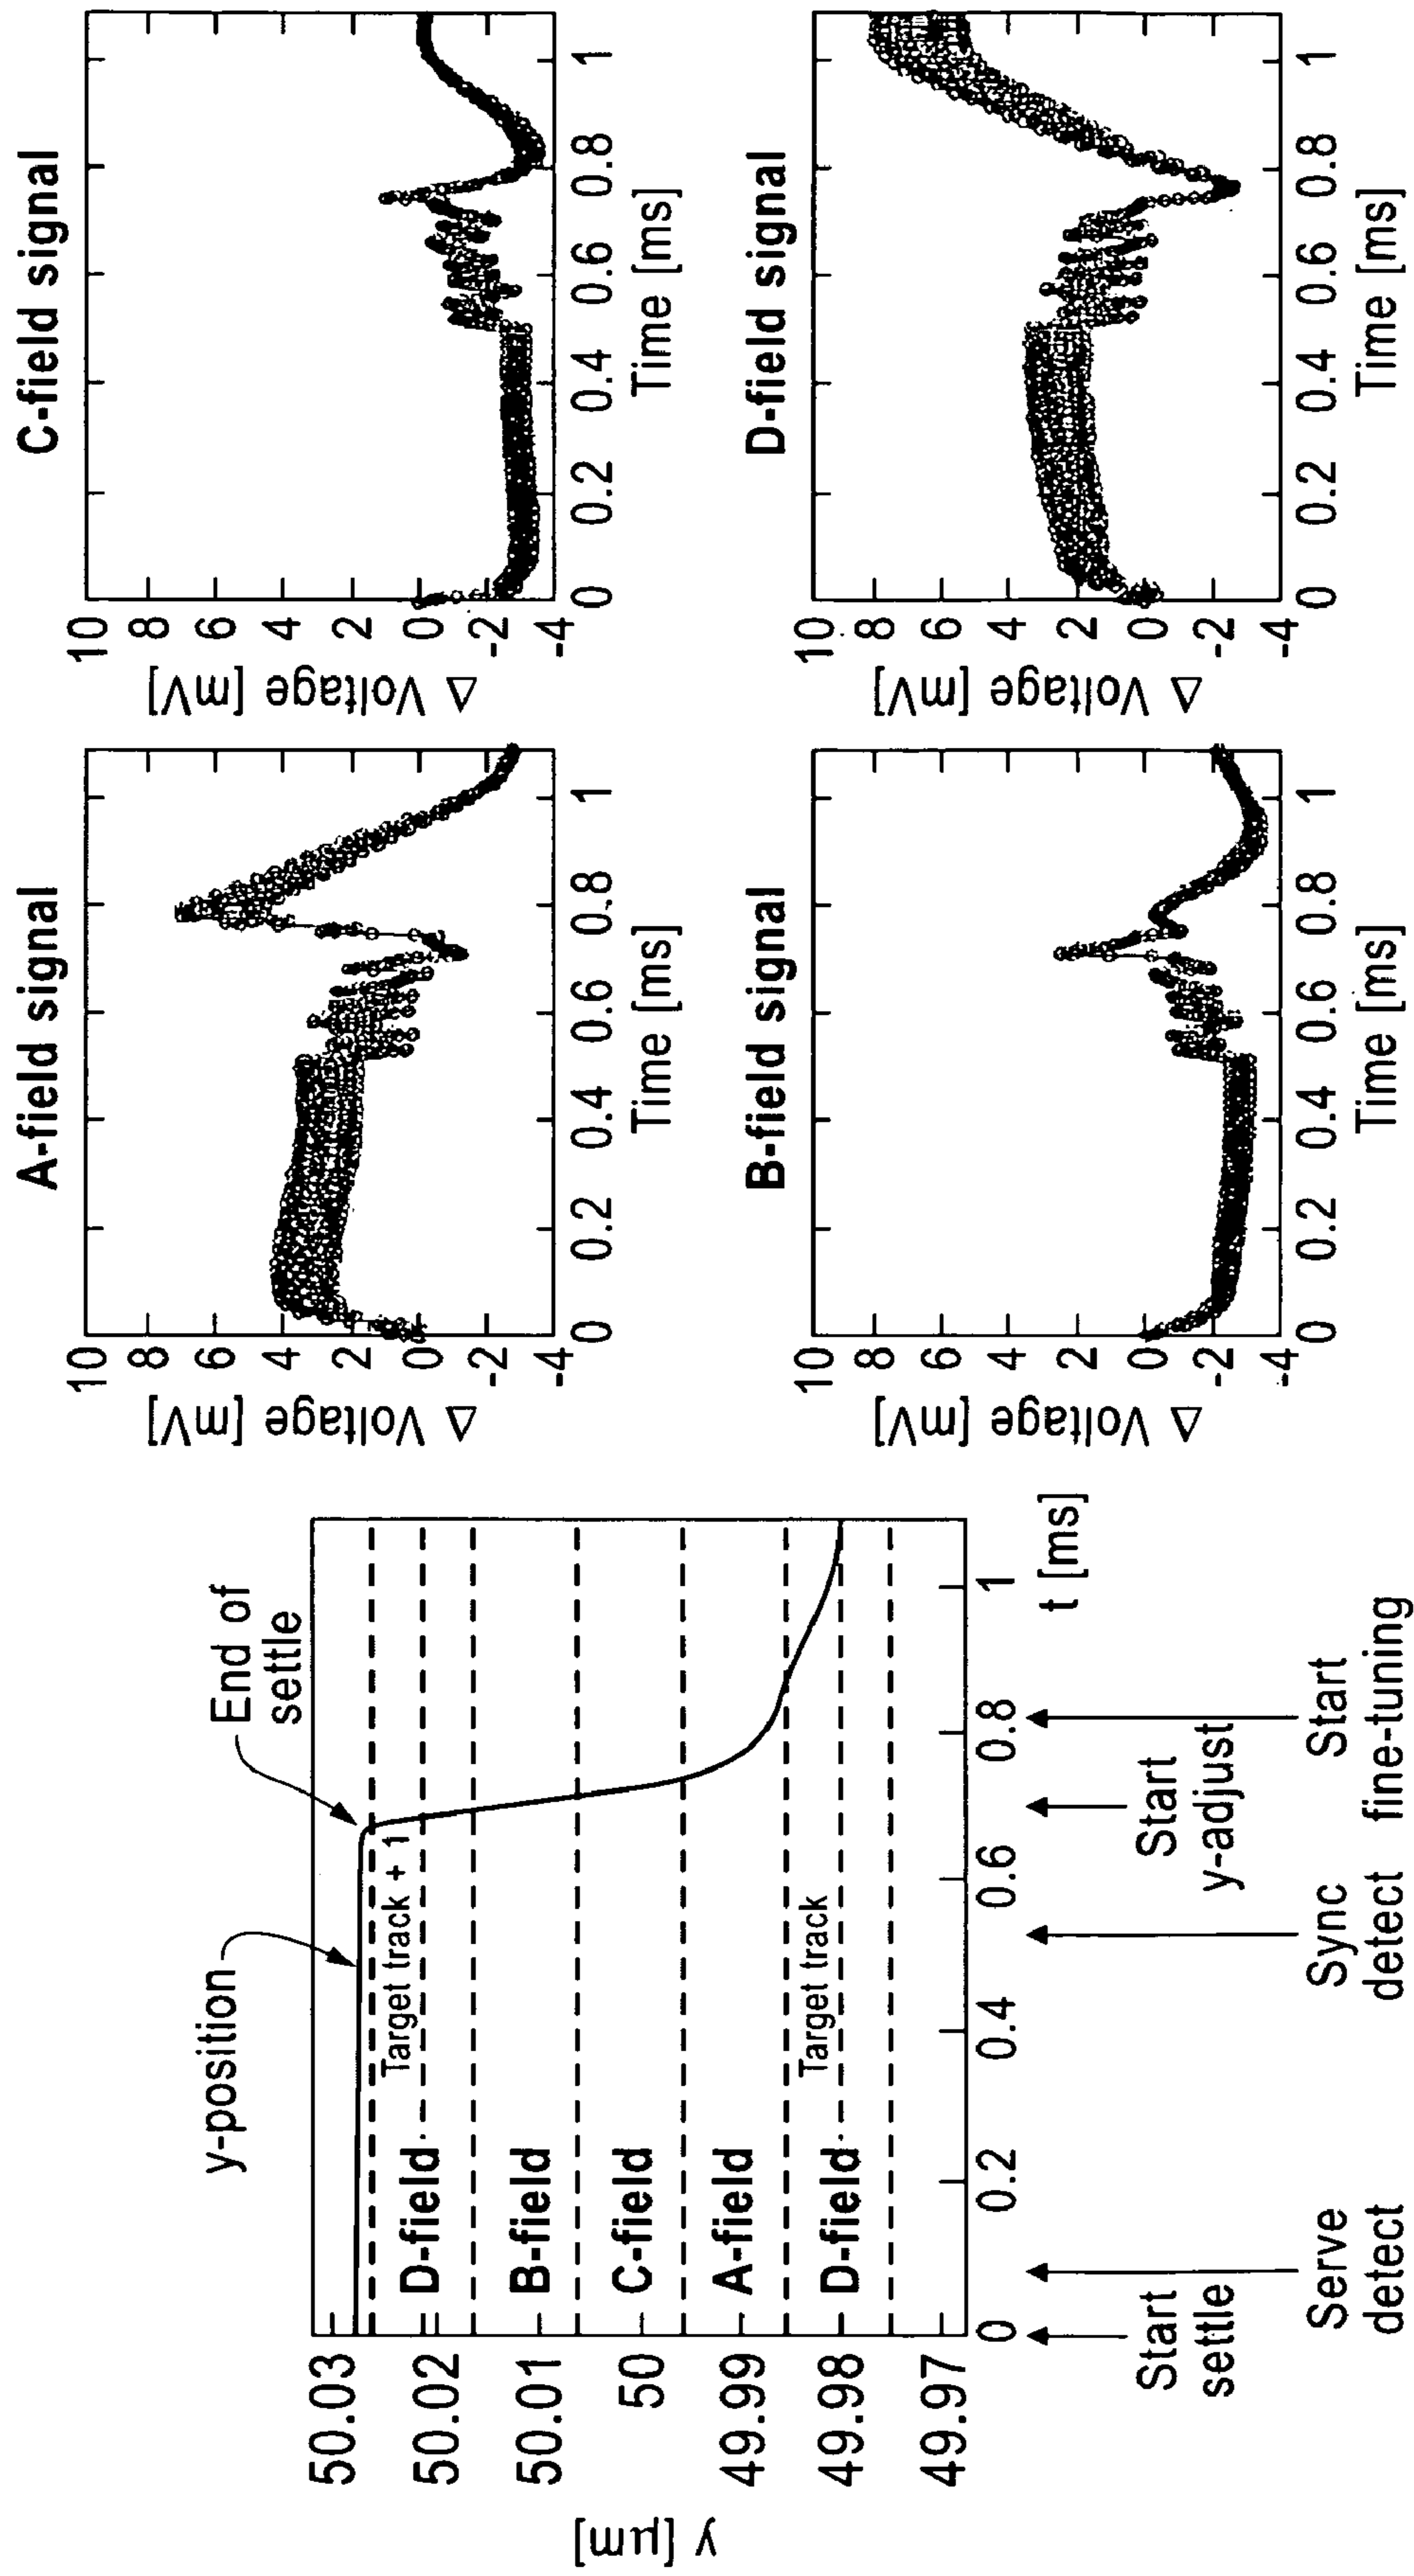 y [μm]
50.03
50.02
50.01
50
49.99
49.98
49.97
y-position
End of
settle
Target track + 1
D-field
B-field
C-field
A-field
Target track
D-field
0
0.2
0.4
0.6
0.8
1
t [ms]
Start
settle
Serve
detect
Sync
detect
Start
y-adjust
Start
fine-tuning
A-field signal
Δ Voltage [mV]
10
8
6
4
2
0
-2
-4
0
0.2
0.4
0.6
0.8
1
Time [ms]
C-field signal
Δ Voltage [mV]
10
8
6
4
2
0
-2
-4
0
0.2
0.4
0.6
0.8
1
Time [ms]
B-field signal
Δ Voltage [mV]
10
8
6
4
2
0
-2
-4
0
0.2
0.4
0.6
0.8
1
Time [ms]
D-field signal
Δ Voltage [mV]
10
8
6
4
2
0
-2
-4
0
0.2
0.4
0.6
0.8
1
Time [ms]